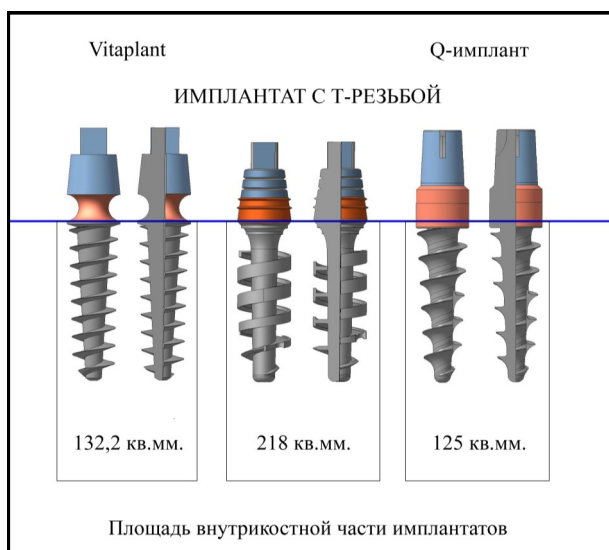 Vitaplant
Q-имплант
ИМПЛАНТАТ С Т-РЕЗЬБОЙ
132,2 кв.мм.
218 кв.мм.
125 кв.мм.
Площадь внутрикостной части имплантатов